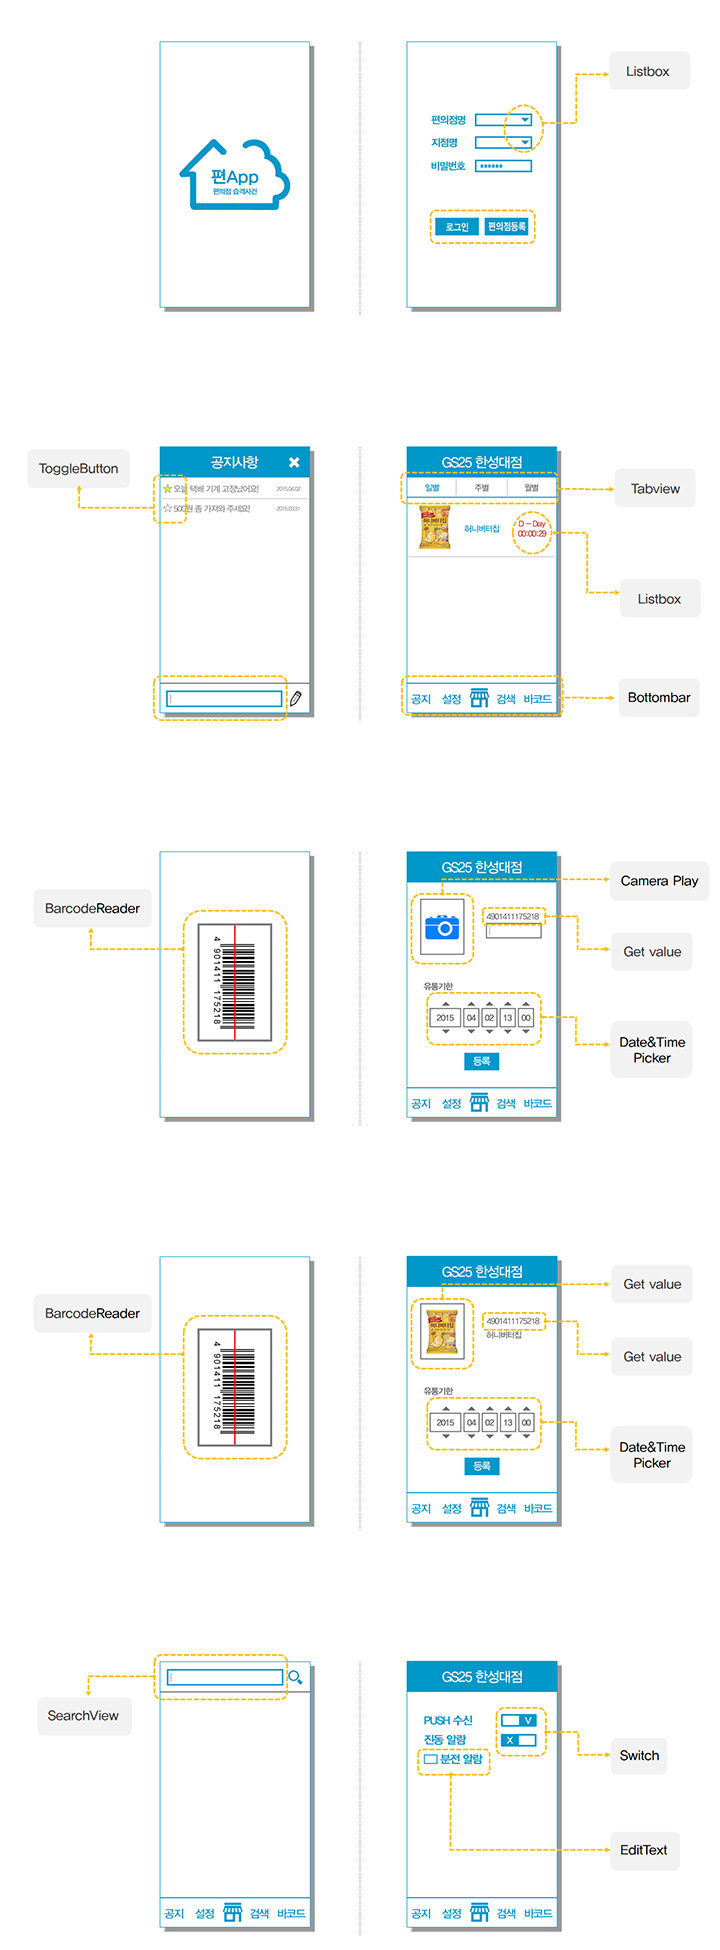 편App
편의점 습격사건
편의점명
지점명
비밀번호
******
로그인
편의점등록
Listbox
ToggleButton
공지사항
오늘 택배 기계 고장났어요!
2015.04.02
500원 좀 가져와 주세요!
2015.03.31
GS25 한성대점
일별
주별
월별
허니버터칩
허니버터칩
D - Day
00:00:29
공지
설정
검색
바코드
Tabview
Listbox
Bottombar
BarcodeReader
4 901411 175218
GS25 한성대점
4901411175218
유통기한
2015
04
02
13
00
등록
공지
설정
검색
바코드
Camera Play
Get value
Date&Time
Picker
BarcodeReader
4 901411 175218
GS25 한성대점
허니버터칩
4901411175218
허니버터칩
유통기한
2015
04
02
13
00
등록
공지
설정
검색
바코드
Get value
Get value
Date&Time
Picker
SearchView
공지
설정
검색
바코드
GS25 한성대점
PUSH 수신
V
진동 알람
X
분전 알람
공지
설정
검색
바코드
Switch
EditText